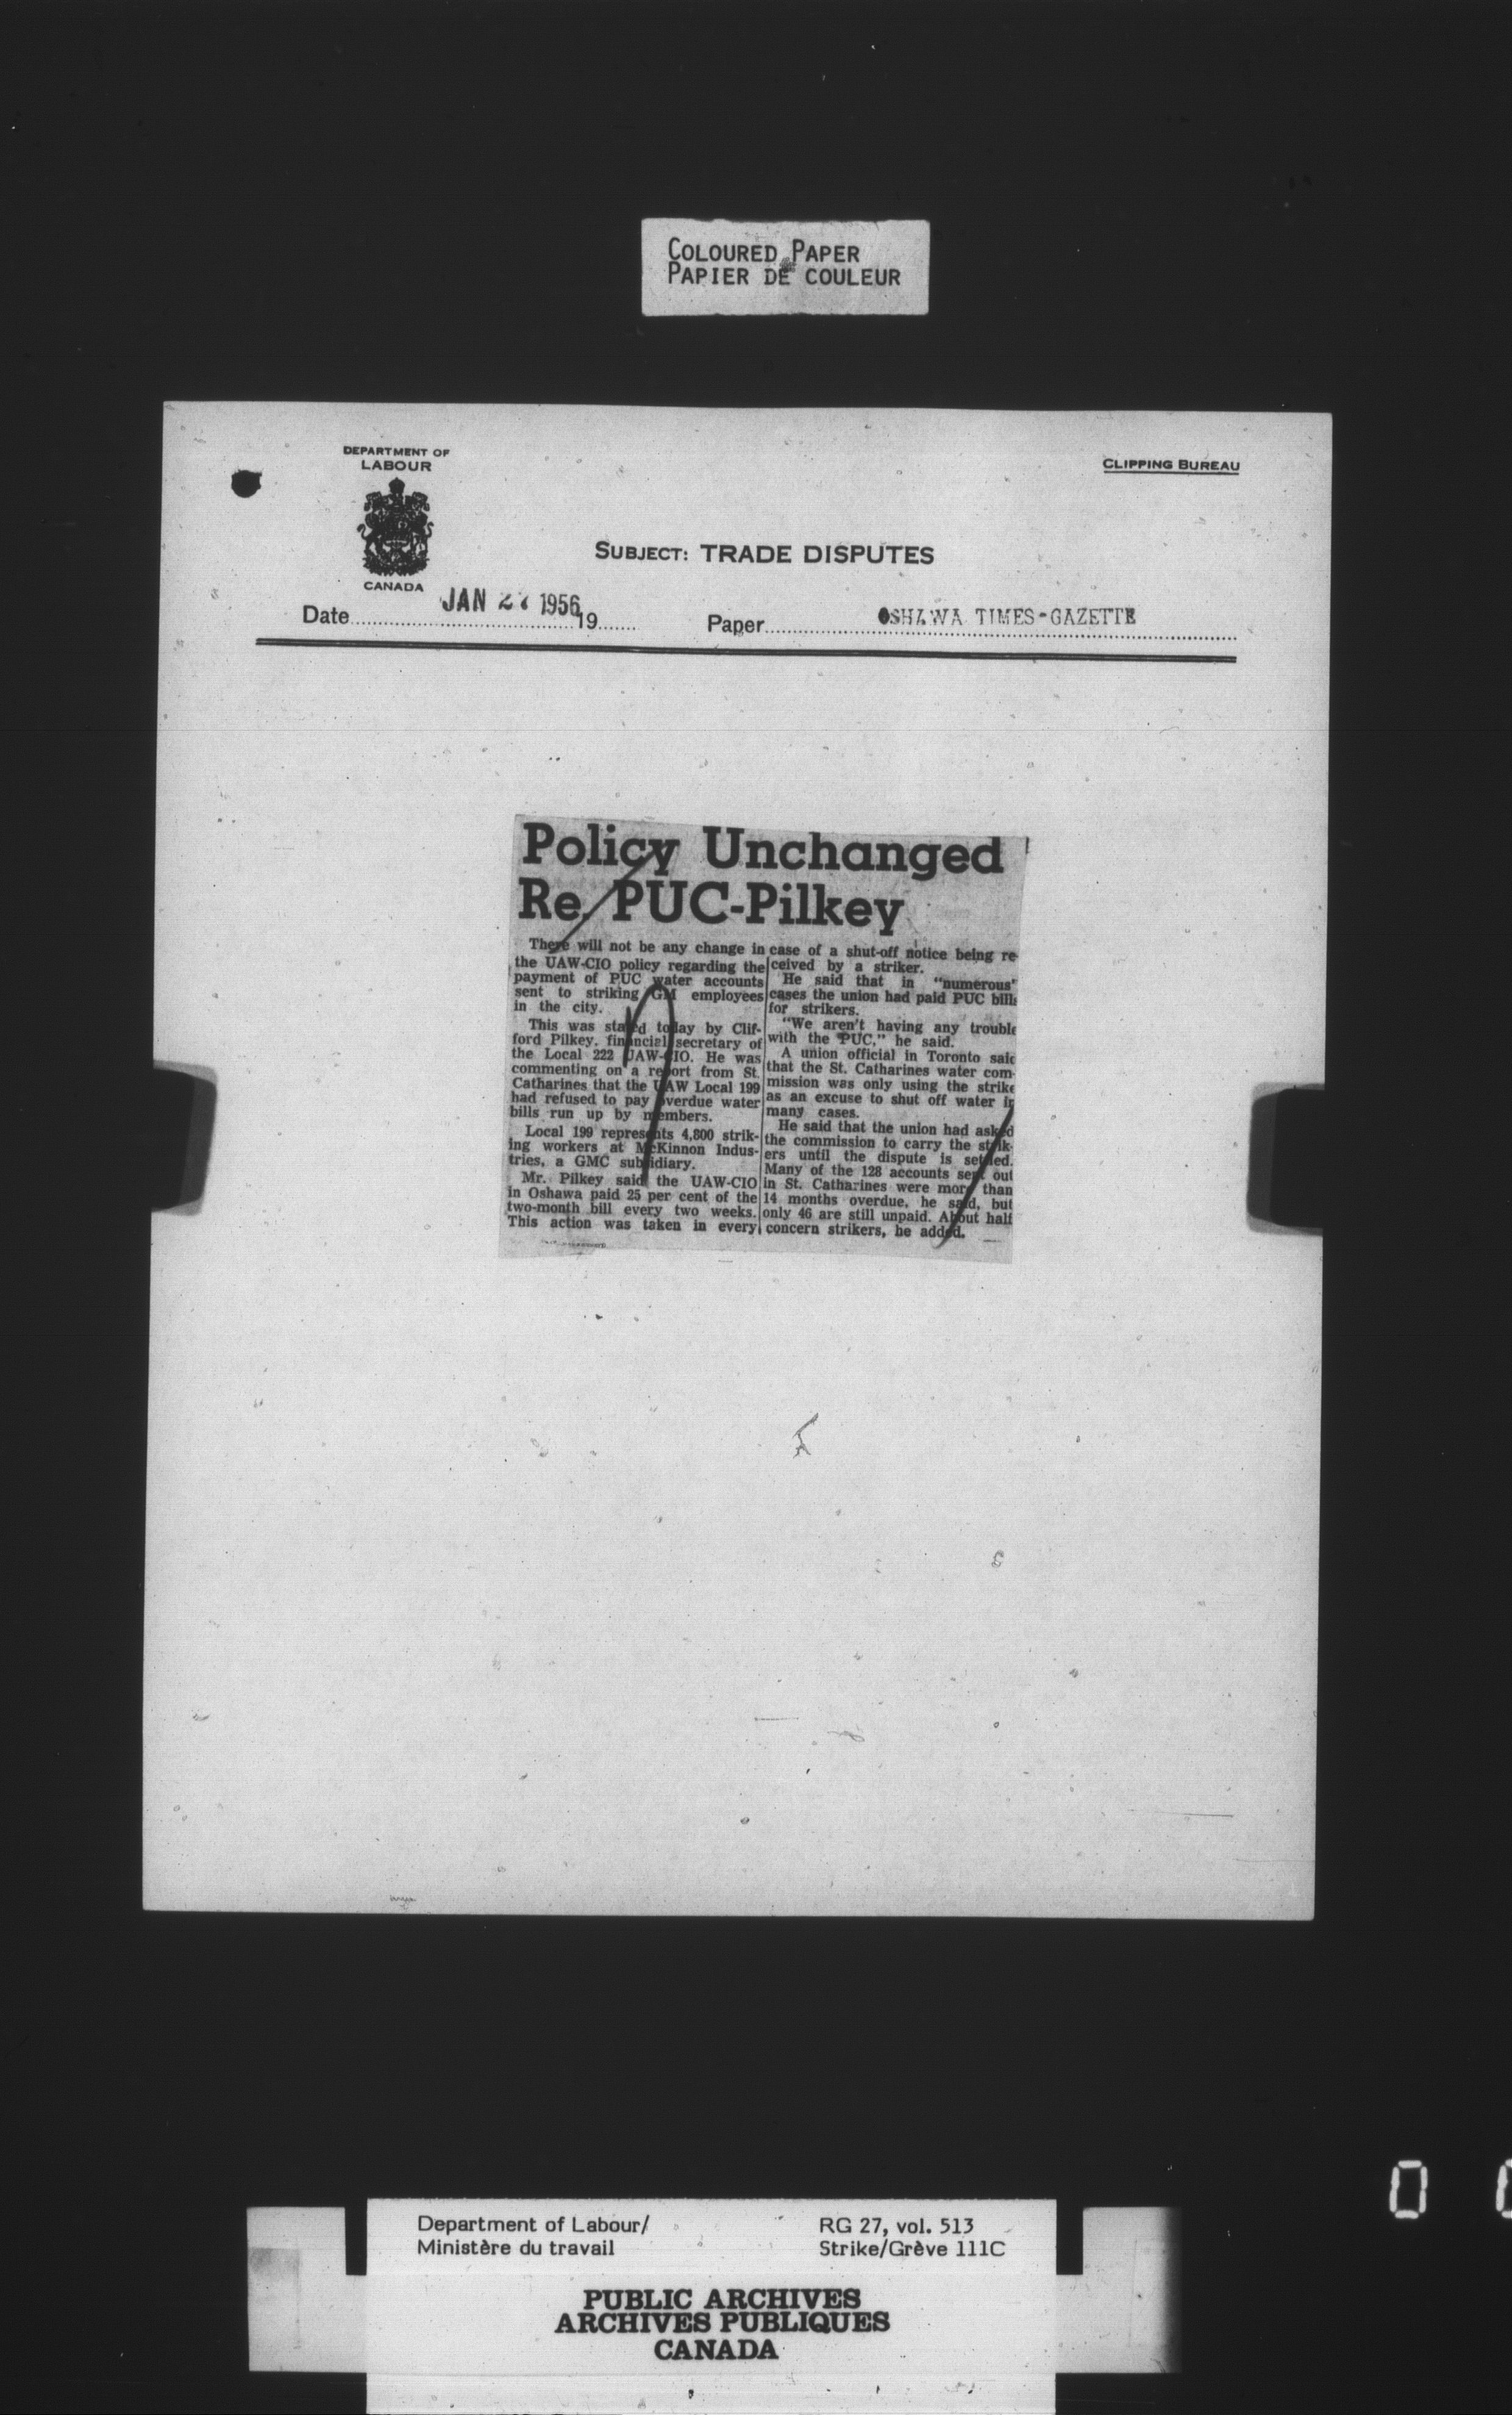 COLOURED PAPER
PAPIER DE COULEUR
DEPARTMENT OF
LABOUR
CANADA
CLIPPING BUREAU
SUBJECT: TRADE DISPUTES
Date JAN 27 1956 19
Paper OSHAWA TIMES-GAZETTE
Policy Unchanged
Re PUC-Pilkey
There will not be any change in
the UAW-CIO policy regarding the
payment of PUC water accounts
sent to striking GM employees
in the city.
This was stated today by Clif-
ford Pilkey, financial secretary of
the Local 222 UAW-CIO. He was
commenting on a report from St.
Catharines that the UAW Local 199
had refused to pay overdue water
bills run up by members.
Local 199 represents 4,800 strik-
ing workers at McKinnon Indus-
tries, a GMC subsidiary.
Mr. Pilkey said the UAW-CIO
in Oshawa paid 25 per cent of the
two-month bill every two weeks.
This action was taken in every
case of a shut-off notice being re-
ceived by a striker.
He said that in "numerous"
cases the union had paid PUC bills
for strikers.
"We aren't having any trouble
with the PUC," he said.
A union official in Toronto said
that the St. Catharines water com-
mission was only using the strike
as an excuse to shut off water in
many cases.
He said that the union had asked
the commission to carry the strik-
ers until the dispute is settled.
Many of the 128 accounts sent out
in St. Catharines were more than
14 months overdue, he said, but
only 46 are still unpaid. About half
concern strikers, he added.
0 0
Department of Labour/
Ministère du travail
RG 27, vol. 513
Strike/Grève 111C
PUBLIC ARCHIVES
ARCHIVES PUBLIQUES
CANADA